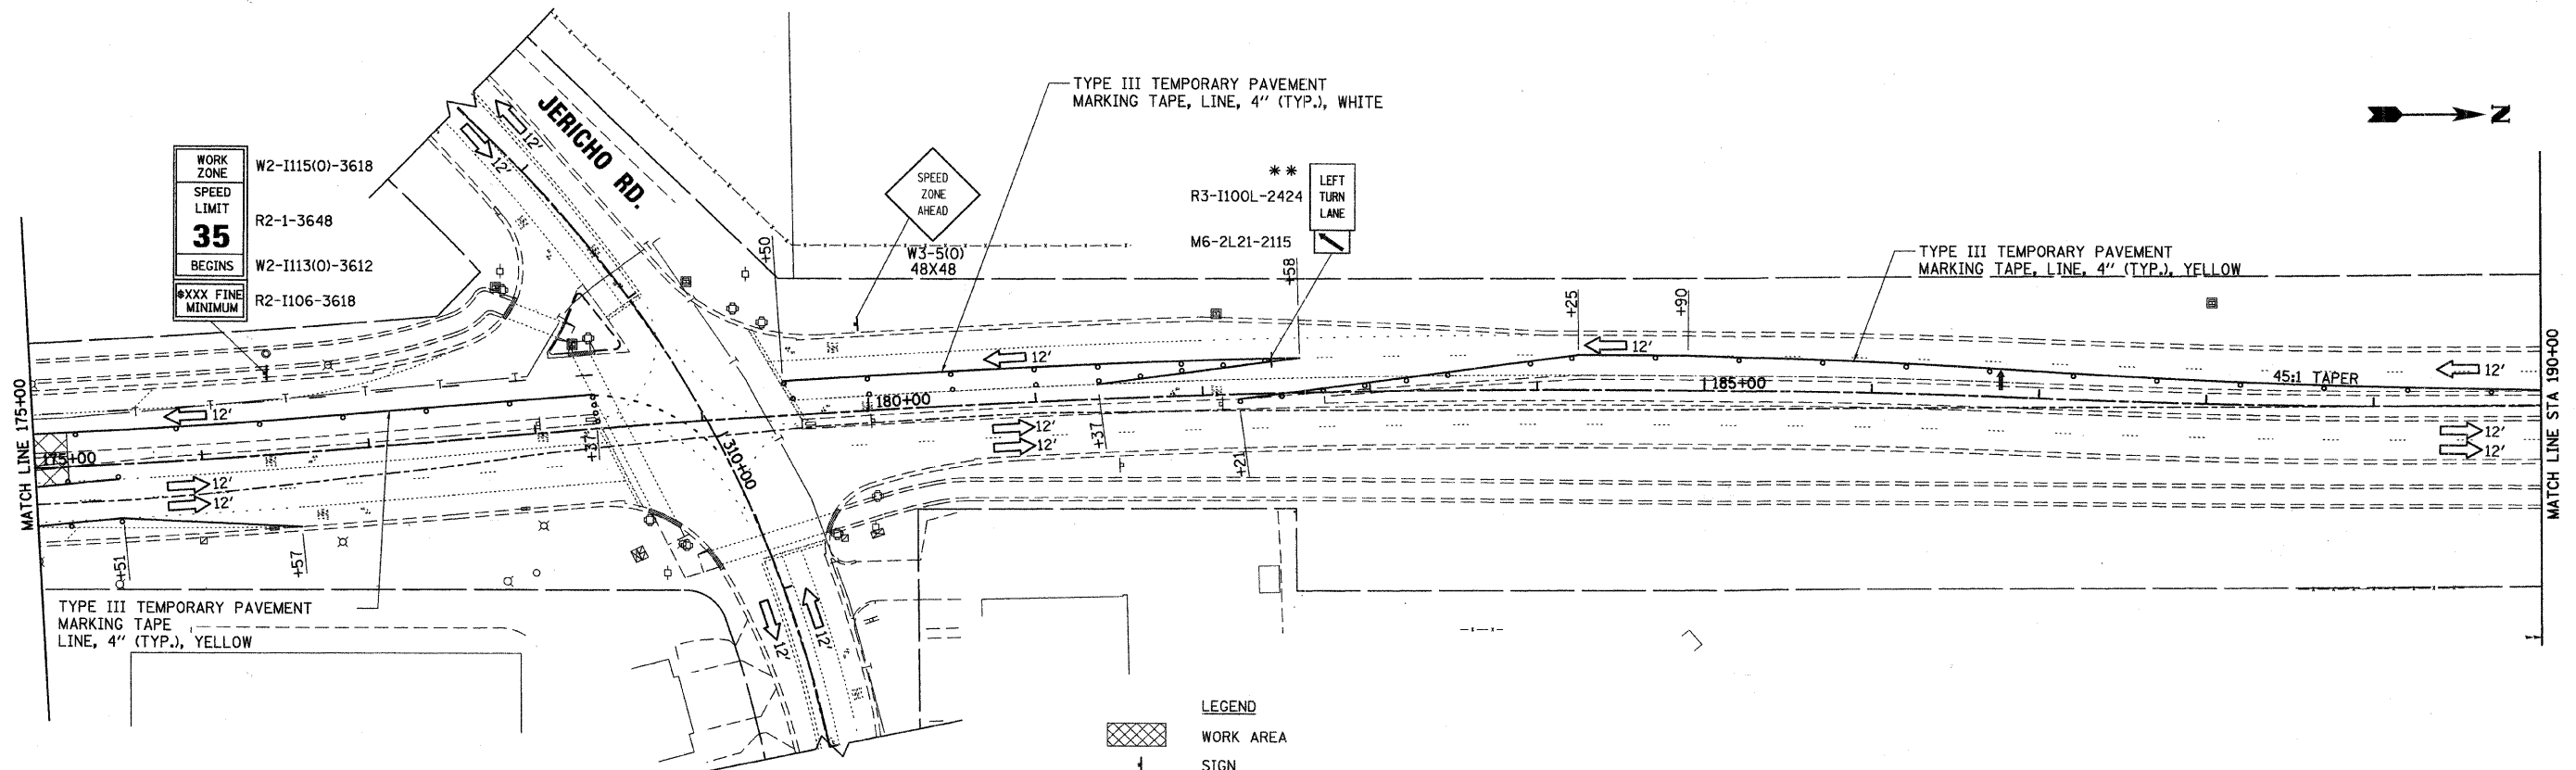 TYPE III TEMPORARY PAVEMENT
MARKING TAPE, LINE, 4" (TYP.), WHITE
N
JERICHO RD.
12'
12'
WORK
ZONE
SPEED
LIMIT
35
BEGINS
$XXX FINE
MINIMUM
W2-I115(O)-3618
R2-1-3648
W2-I113(O)-3612
R2-I106-3618
SPEED
ZONE
AHEAD
W3-5(O)
48X48
**
R3-I100L-2424
M6-2L21-2115
LEFT
TURN
LANE
TYPE III TEMPORARY PAVEMENT
MARKING TAPE, LINE, 4" (TYP.), YELLOW
+50
+58
+25
+90
12'
12'
12'
12'
45:1 TAPER
185+00
180+00
175+00
310+00
MATCH LINE 175+00
MATCH LINE STA 190+00
+37
+37
+21
12'
12'
12'
12'
12'
12'
+51
+57
12'
12'
TYPE III TEMPORARY PAVEMENT
MARKING TAPE
LINE, 4" (TYP.), YELLOW
LEGEND
WORK AREA
SIGN